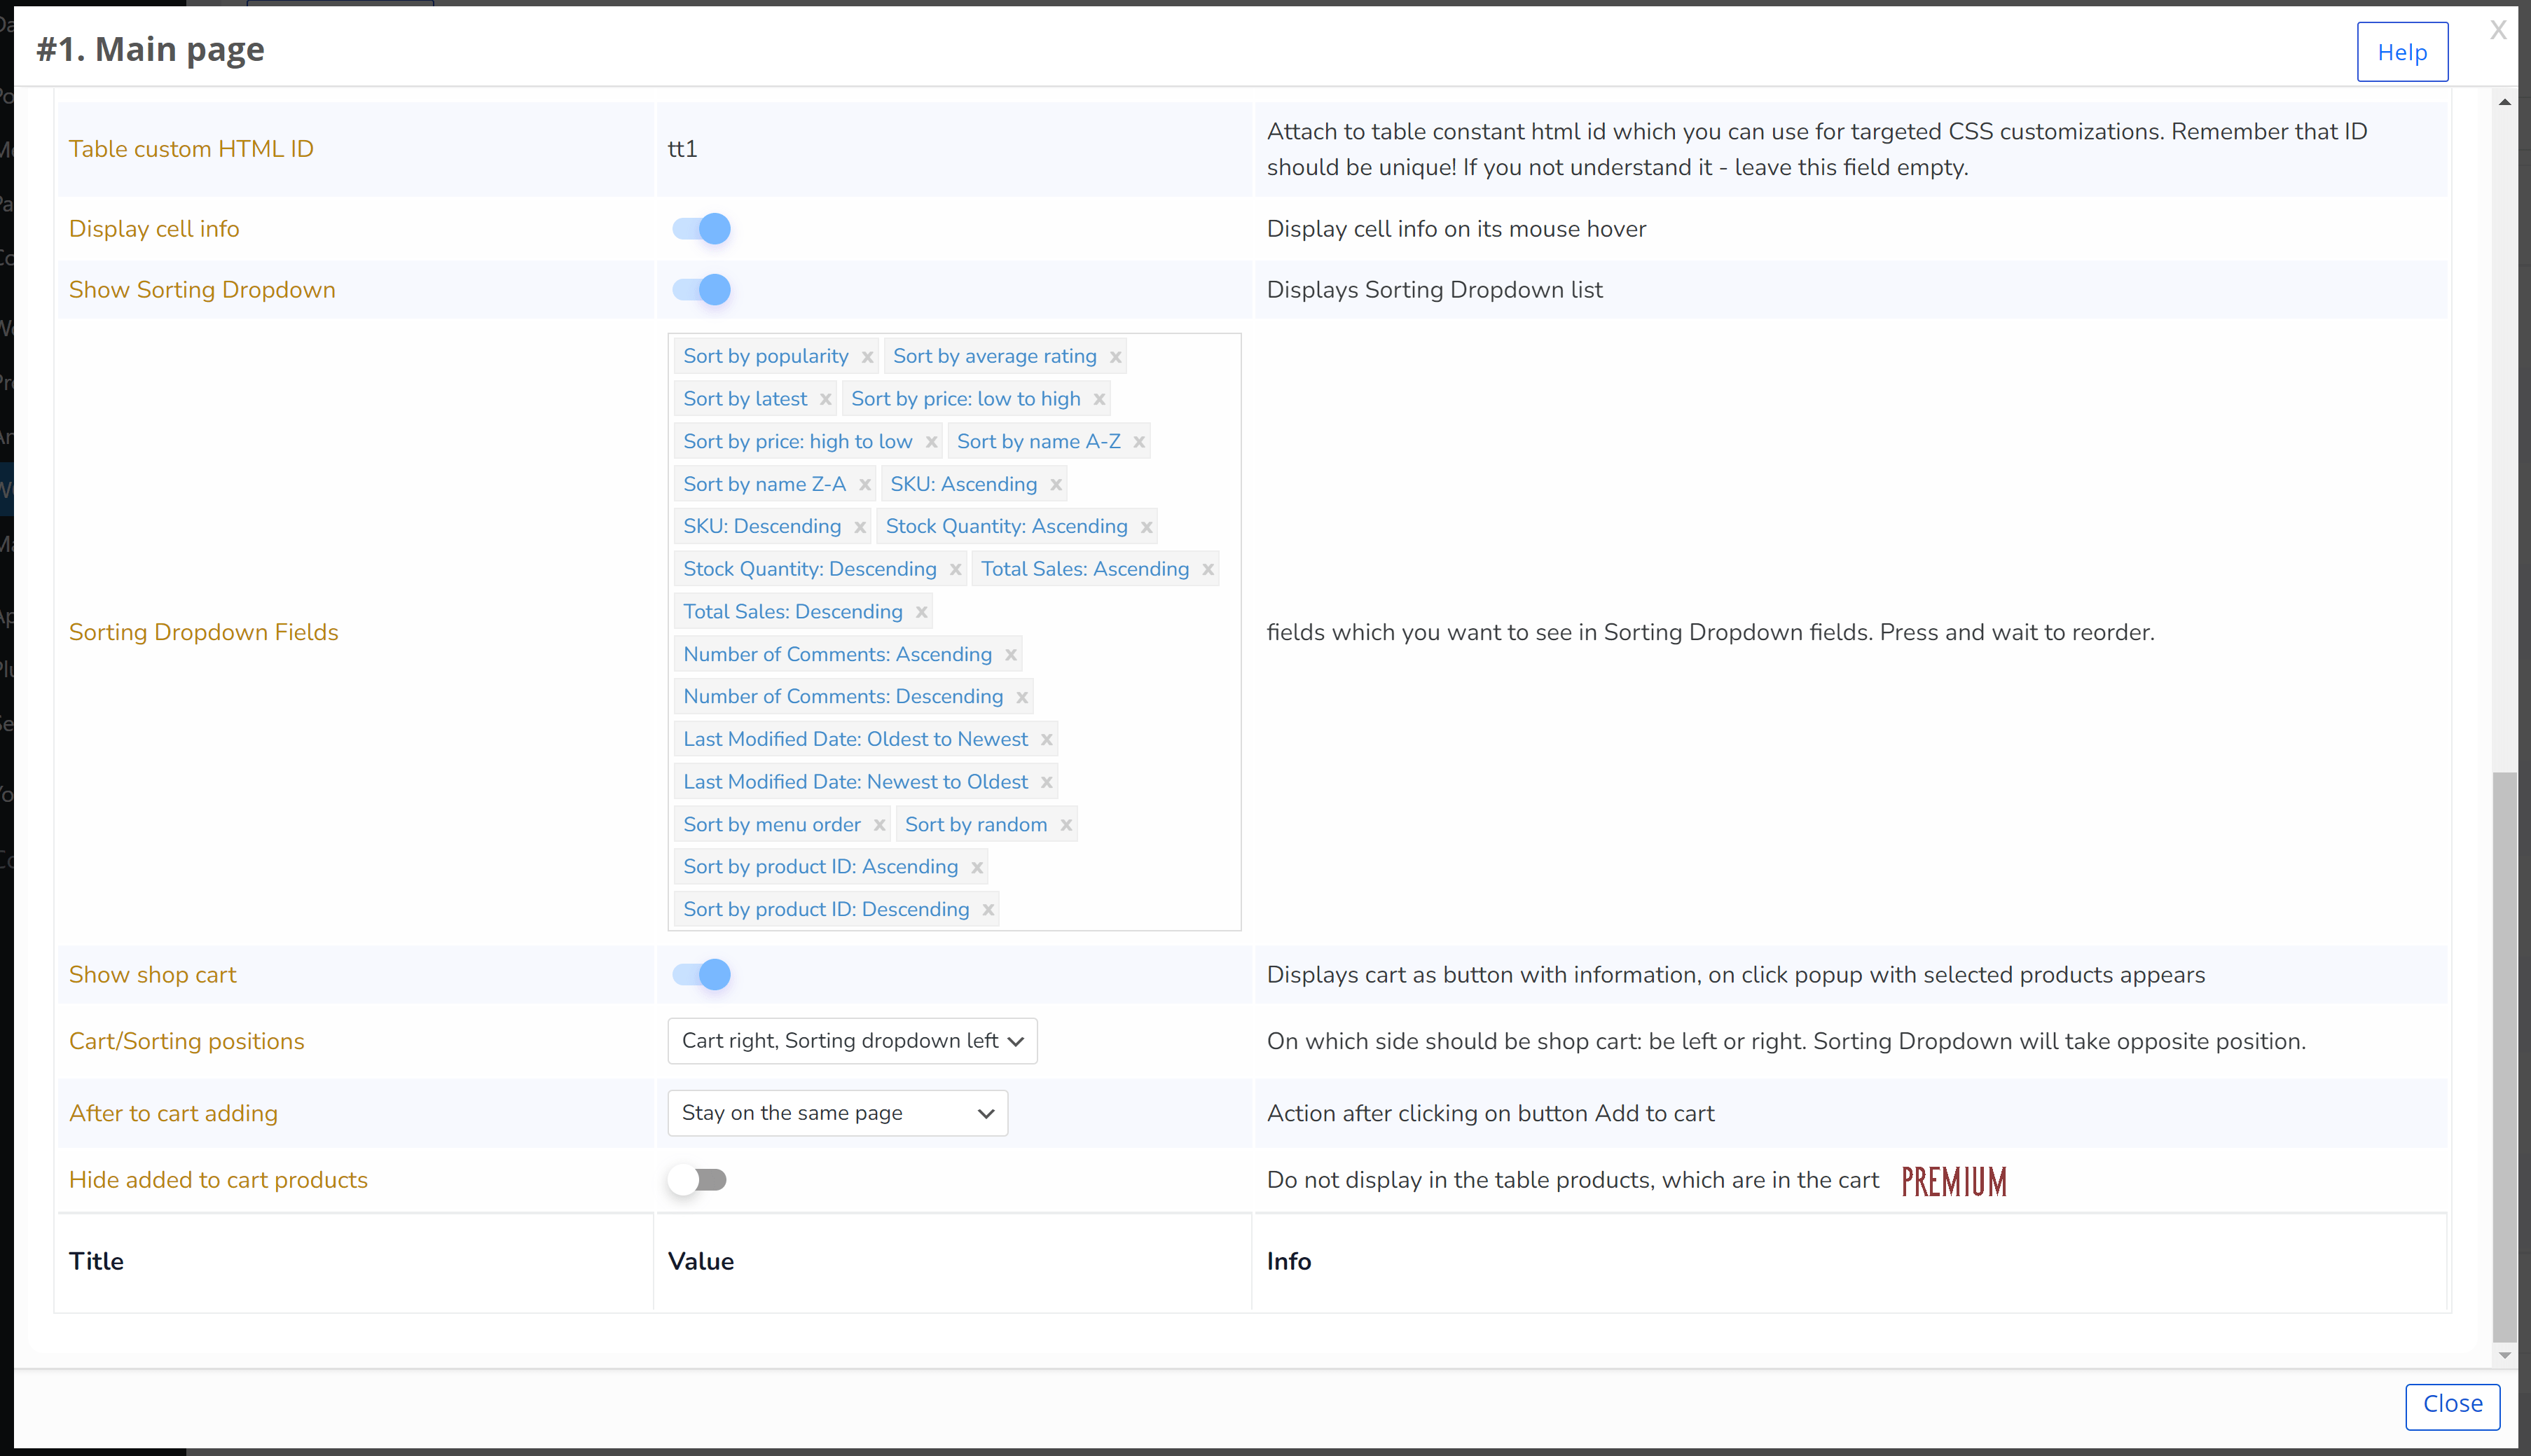 #1. Main page
Help
X
Table custom HTML ID
tt1
Attach to table constant html id which you can use for targeted CSS customizations. Remember that ID
should be unique! If you not understand it - leave this field empty.
Display cell info
Display cell info on its mouse hover
Show Sorting Dropdown
Displays Sorting Dropdown list
Sorting Dropdown Fields
Sort by popularity x Sort by average rating x
Sort by latest x Sort by price: low to high x
Sort by price: high to low x Sort by name A-Z x
Sort by name Z-A x SKU: Ascending x
SKU: Descending x Stock Quantity: Ascending x
Stock Quantity: Descending x Total Sales: Ascending x
Total Sales: Descending x
Number of Comments: Ascending x
Number of Comments: Descending x
Last Modified Date: Oldest to Newest x
Last Modified Date: Newest to Oldest x
Sort by menu order x Sort by random x
Sort by product ID: Ascending x
Sort by product ID: Descending x
fields which you want to see in Sorting Dropdown fields. Press and wait to reorder.
Show shop cart
Displays cart as button with information, on click popup with selected products appears
Cart/Sorting positions
Cart right, Sorting dropdown left
On which side should be shop cart: be left or right. Sorting Dropdown will take opposite position.
After to cart adding
Stay on the same page
Action after clicking on button Add to cart
Hide added to cart products
Do not display in the table products, which are in the cart PREMIUM
Title
Value
Info
Close